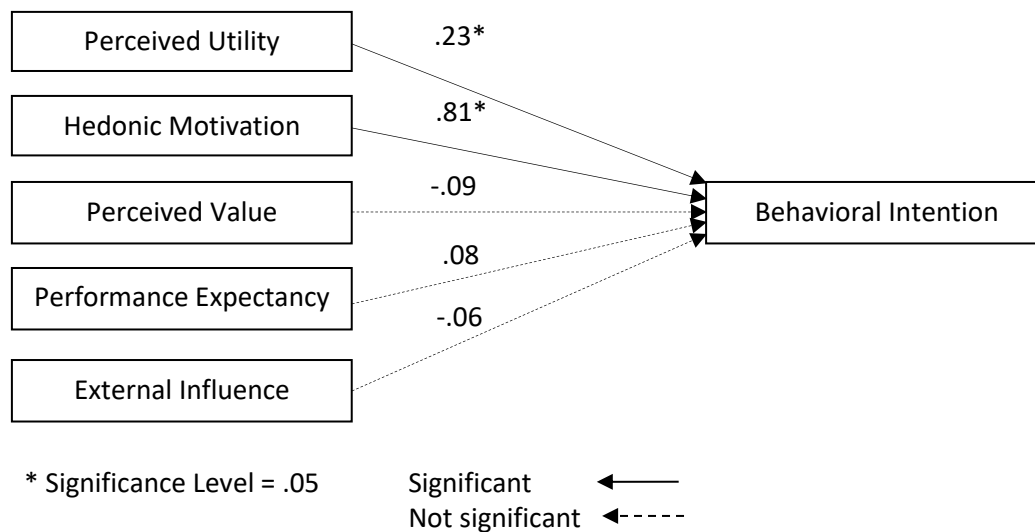 Perceived Utility
.23*
Hedonic Motivation
.81*
Perceived Value
-.09
Behavioral Intention
Performance Expectancy
.08
External Influence
-.06
* Significance Level = .05
Significant
Not significant